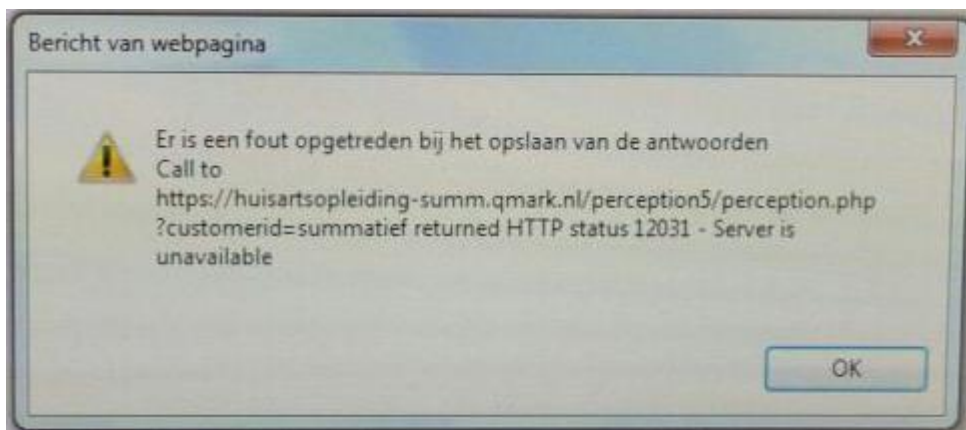 Bericht van webpagina
Er is een fout opgetreden bij het opslaan van de antwoorden
Call to
https://huisartsopleiding-summ.qmark.nl/perception5/perception.php
?customerid=summatief returned HTTP status 12031 - Server is
unavailable
OK